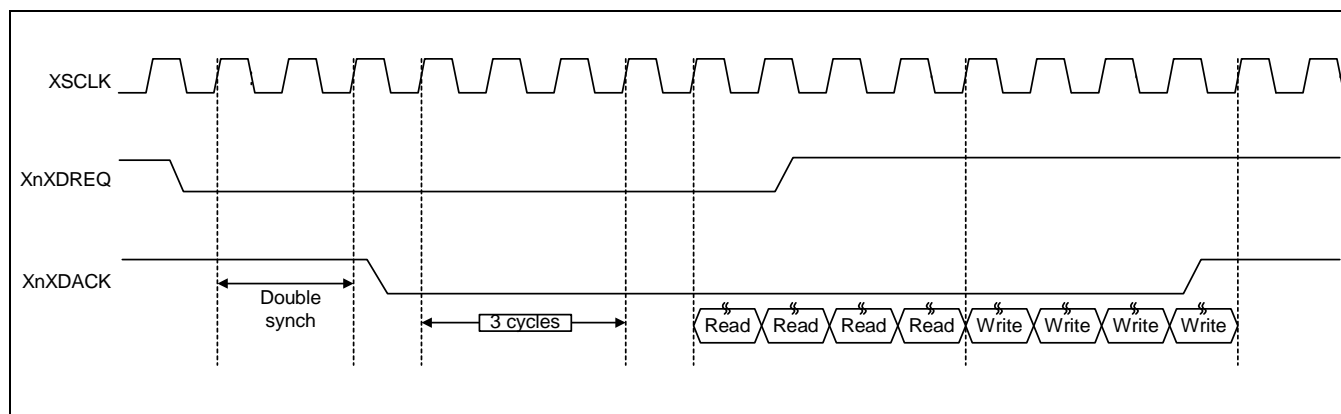 XSCLK
XnXDREQ
XnXDACK
Double
synch
3 cycles
Read Read Read Read Write Write Write Write